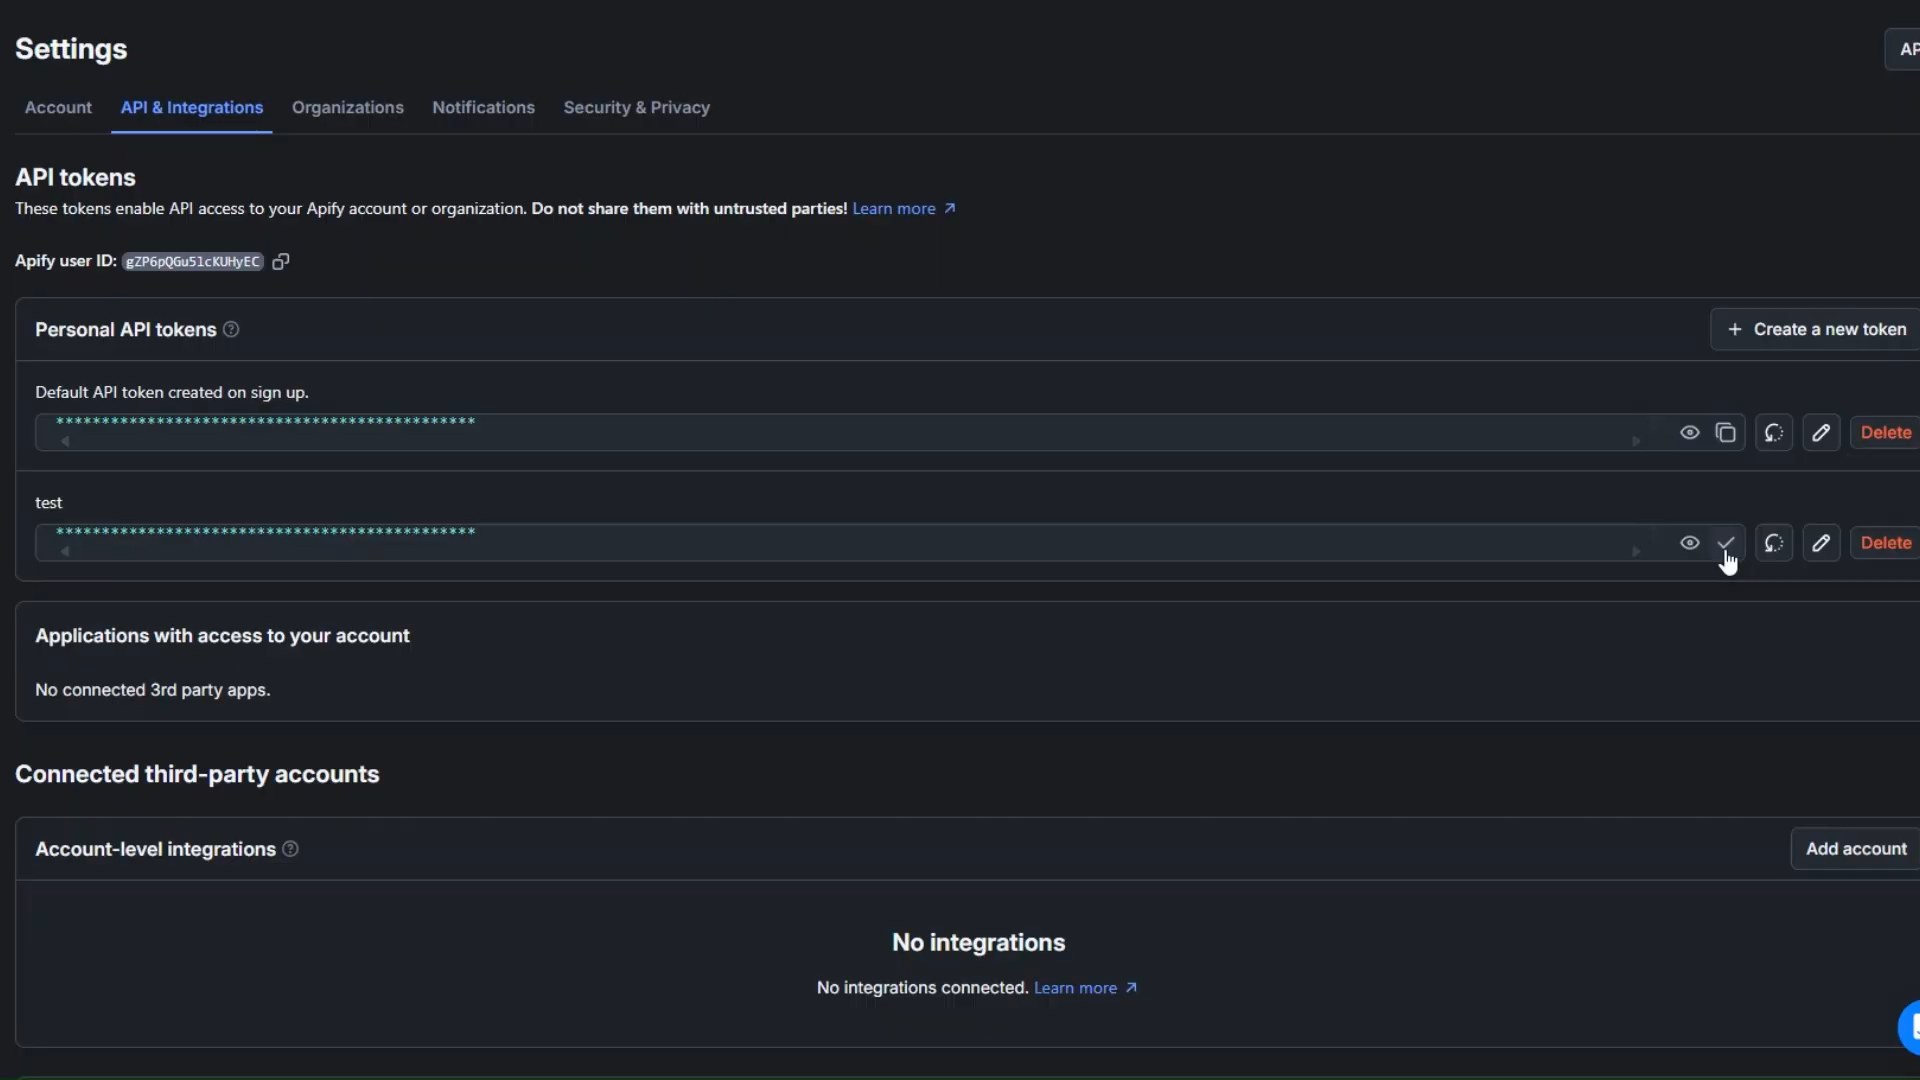 Settings
AP
Account API & Integrations Organizations Notifications Security & Privacy
API tokens
These tokens enable API access to your Apify account or organization. Do not share them with untrusted parties! Learn more
Apify user ID: gZP6pQGu5lcKUHyEC
Personal API tokens
+ Create a new token
Default API token created on sign up.
**********************************************
Delete
test
**********************************************
Delete
Applications with access to your account
No connected 3rd party apps.
Connected third-party accounts
Account-level integrations
Add account
No integrations
No integrations connected. Learn more